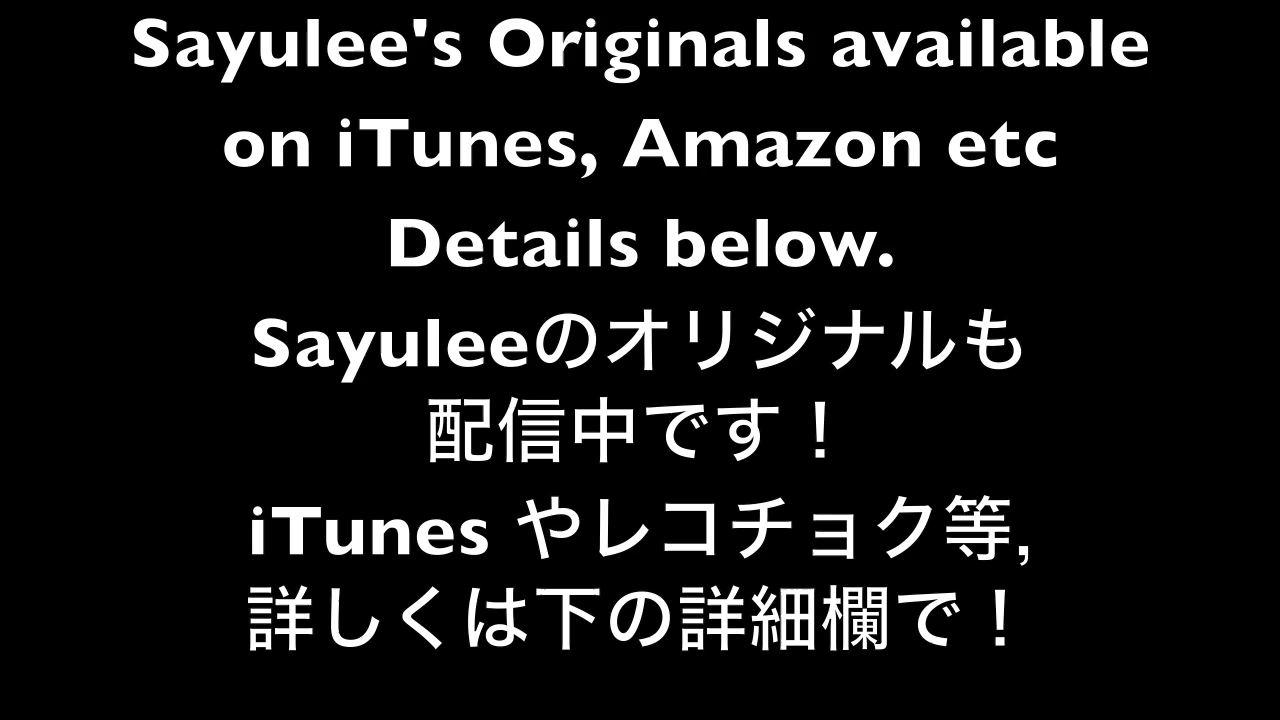 Sayulee's Originals available
on iTunes, Amazon etc
Details below.
Sayuleeのオリジナルも
配信中です！
iTunes やレコチョク等,
詳しくは下の詳細欄で！